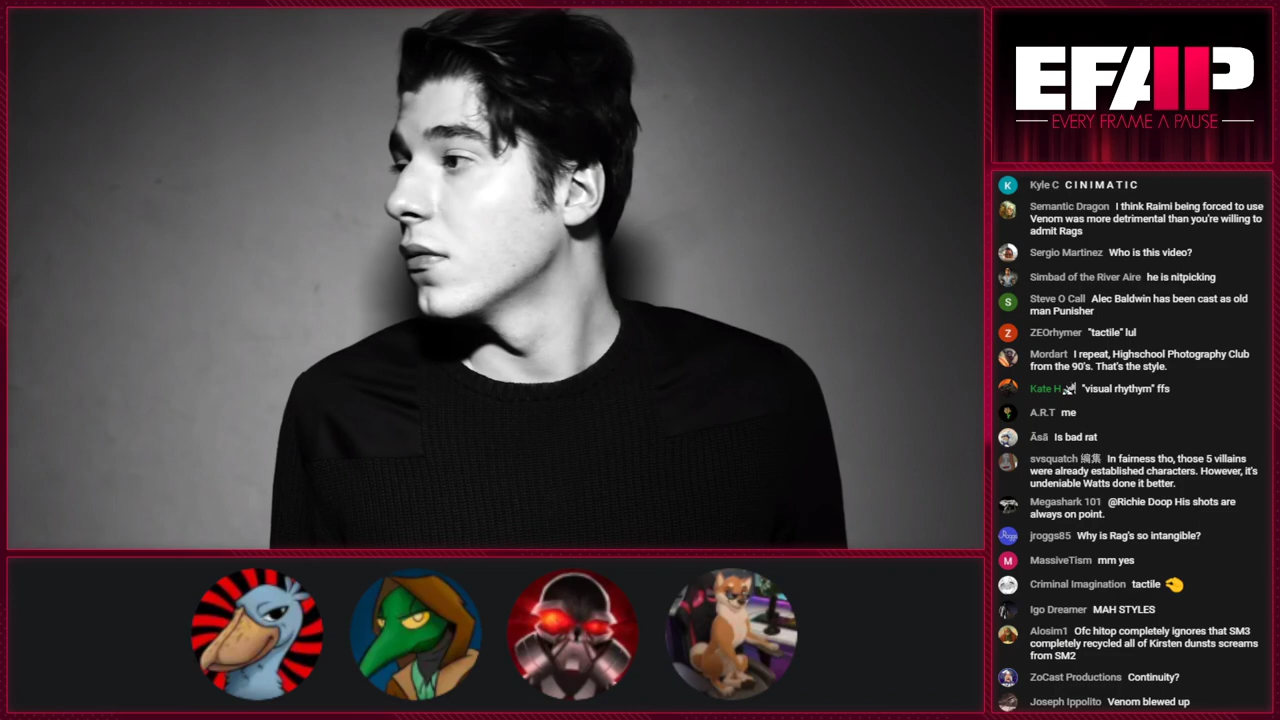 EFAP
EVERY FRAME A PAUSE
K Kyle C C I N I M A T I C
Semantic Dragon I think Raimi being forced to use
Venom was more detrimental than you're willing to
admit Rags
Sergio Martinez Who is this video?
Simbad of the River Aire he is nitpicking
S Steve O Call Alec Baldwin has been cast as old
man Punisher
Z ZEOrhymer "tactile" lul
Mordart I repeat, Highschool Photography Club
from the 90's. That's the style.
Kate H "visual rhythym" ffs
A.R.T me
Āsā Is bad rat
svsquatch 編集 In fairness tho, those 5 villains
were already established characters. However, it's
undeniable Watts done it better.
Megashark 101 @Richie Doop His shots are
always on point.
jroggs85 Why is Rag's so intangible?
M MassiveTism mm yes
Criminal Imagination tactile
Igo Dreamer MAH STYLES
Alosim1 Ofc hitop completely ignores that SM3
completely recycled all of Kirsten dunsts screams
from SM2
ZoCast Productions Continuity?
Joseph Ippolito Venom blewed up